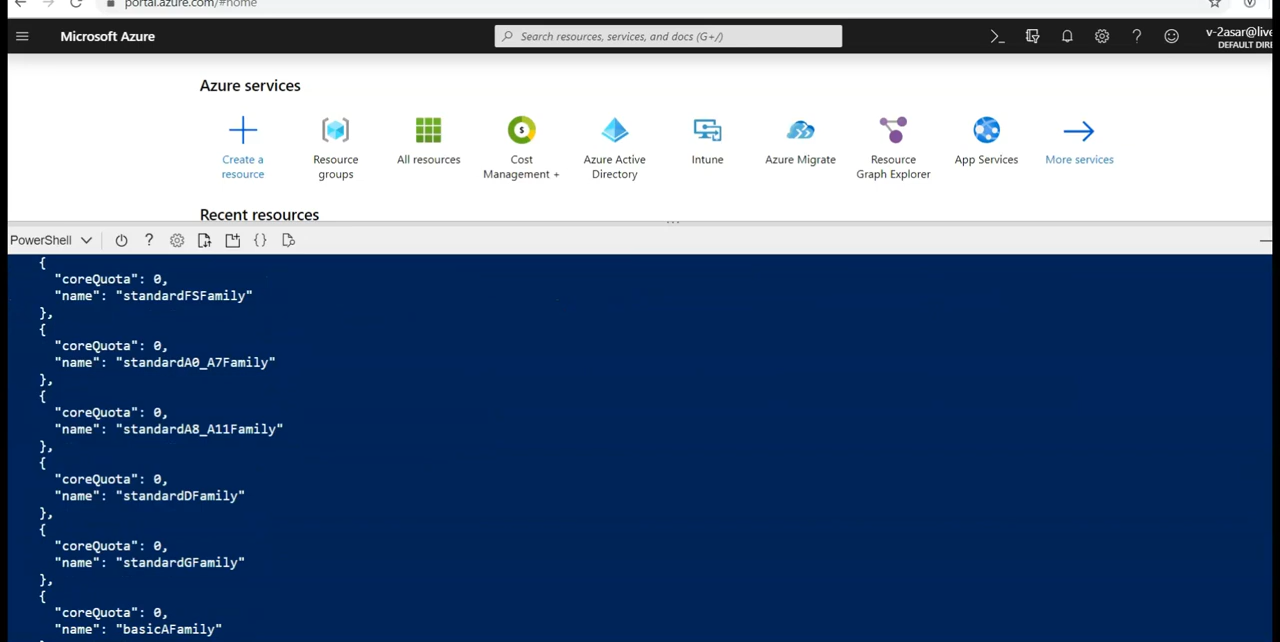 portal.azure.com/#home
Microsoft Azure
Search resources, services, and docs (G+/)
v-2asar@live
DEFAULT DIRE
Azure services
Create a resource
Resource groups
All resources
Cost Management +
Azure Active Directory
Intune
Azure Migrate
Resource Graph Explorer
App Services
More services
Recent resources
PowerShell
{
"coreQuota": 0,
"name": "standardFSFamily"
},
{
"coreQuota": 0,
"name": "standardA0_A7Family"
},
{
"coreQuota": 0,
"name": "standardA8_A11Family"
},
{
"coreQuota": 0,
"name": "standardDFamily"
},
{
"coreQuota": 0,
"name": "standardGFamily"
},
{
"coreQuota": 0,
"name": "basicAFamily"